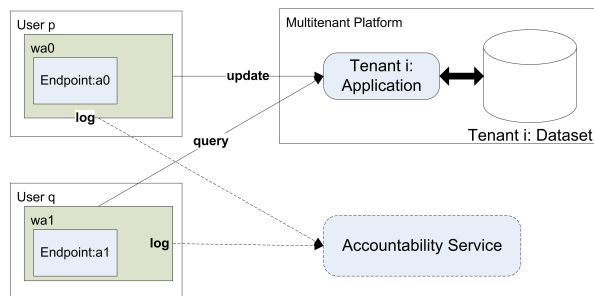 User p
wa0
Endpoint:a0
log
update
query
Multitenant Platform
Tenant i:
Application
Tenant i: Dataset
User q
wa1
Endpoint:a1
log
Accountability Service